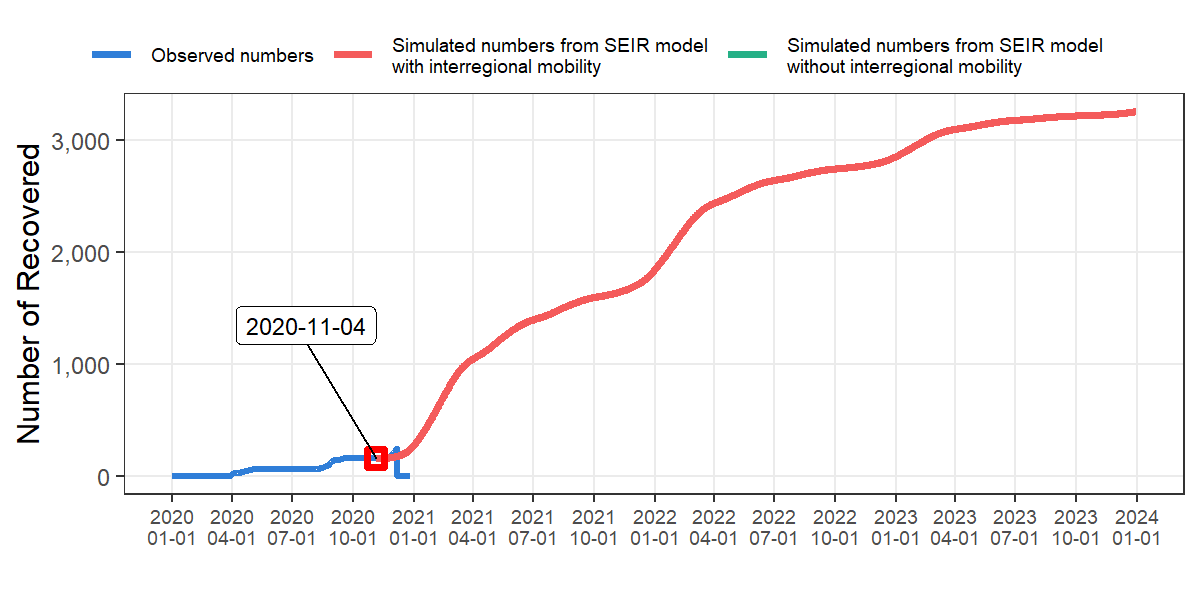 Observed numbers
Simulated numbers from SEIR model
with interregional mobility
Simulated numbers from SEIR model
without interregional mobility
Number of Recovered
3,000
2,000
1,000
0
2020-11-04
2020 2020 2020 2020 2021 2021 2021 2021 2022 2022 2022 2022 2023 2023 2023 2023 2024
01-01 04-01 07-01 10-01 01-01 04-01 07-01 10-01 01-01 04-01 07-01 10-01 01-01 04-01 07-01 10-01 01-01